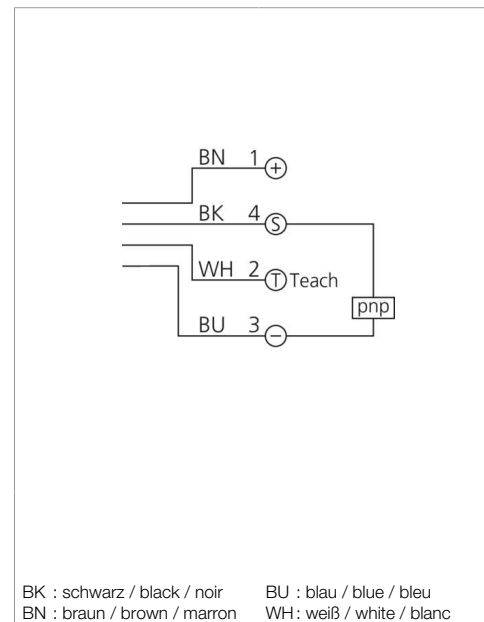 BN 1 +
BK 4 S
WH 2 T Teach
pnp
BU 3 −
BK : schwarz / black / noir BU : blau / blue / bleu
BN : braun / brown / marron WH : weiß / white / blanc